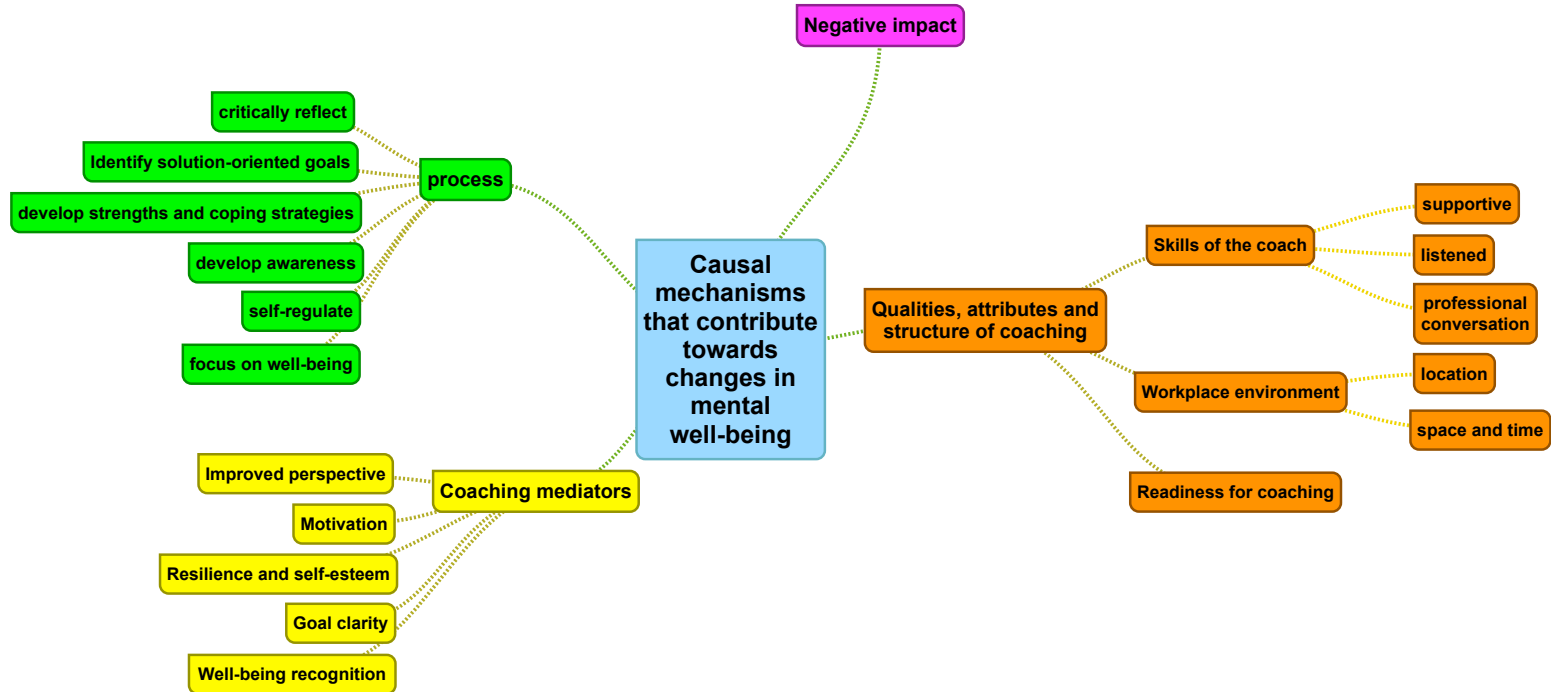 Negative impact
critically reflect
Identify solution-oriented goals
process
develop strengths and coping strategies
develop awareness
self-regulate
focus on well-being
Causal
mechanisms
that contribute
towards
changes in
mental
well-being
Qualities, attributes and
structure of coaching
Skills of the coach
supportive
listened
professional
conversation
Workplace environment
location
space and time
Readiness for coaching
Coaching mediators
Improved perspective
Motivation
Resilience and self-esteem
Goal clarity
Well-being recognition